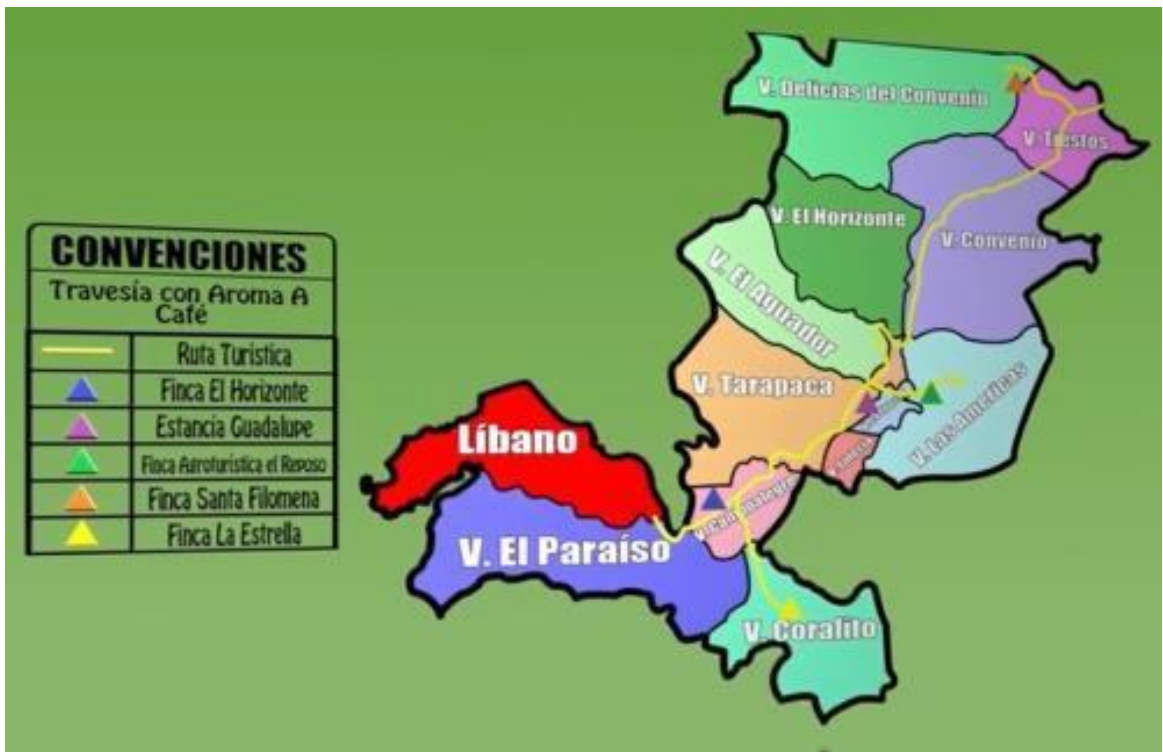 CONVENCIONES
Travesía con Aroma A
Café
Ruta Turistica
Finca El Horizonte
Estancia Guadalupe
Finca Agroturística el Reposo
Finca Santa Filomena
Finca La Estrella
V. Delicias del Convenio
V. Tiestos
V. El Horizonte
V. Convenio
V. El Aguador
V. Tarapaca
V. Las Americas
Líbano
V. El Paraíso
V. Coralito